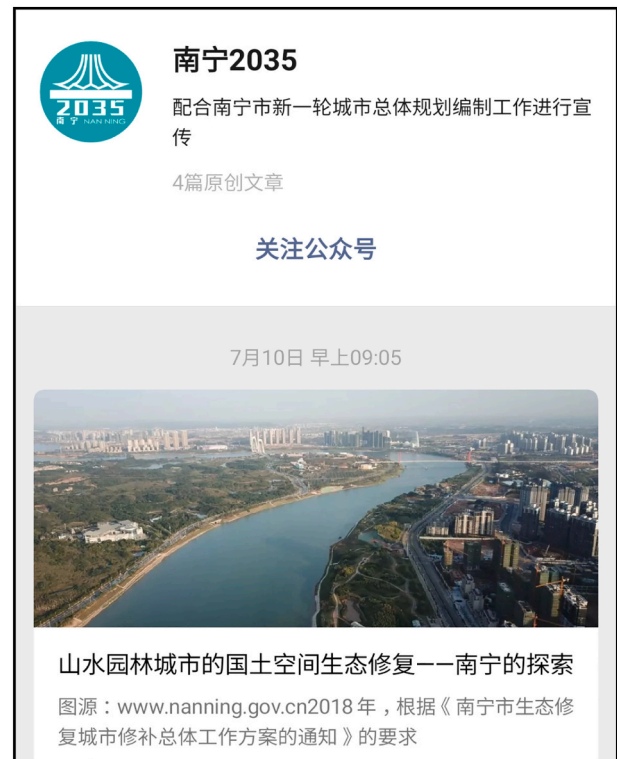 2035
南宁 NAN NING
南宁2035
配合南宁市新一轮城市总体规划编制工作进行宣
传
4篇原创文章
关注公众号
7月10日 早上09:05
山水园林城市的国土空间生态修复——南宁的探索
图源：www.nanning.gov.cn2018 年，根据《南宁市生态修
复城市修补总体工作方案的通知》的要求